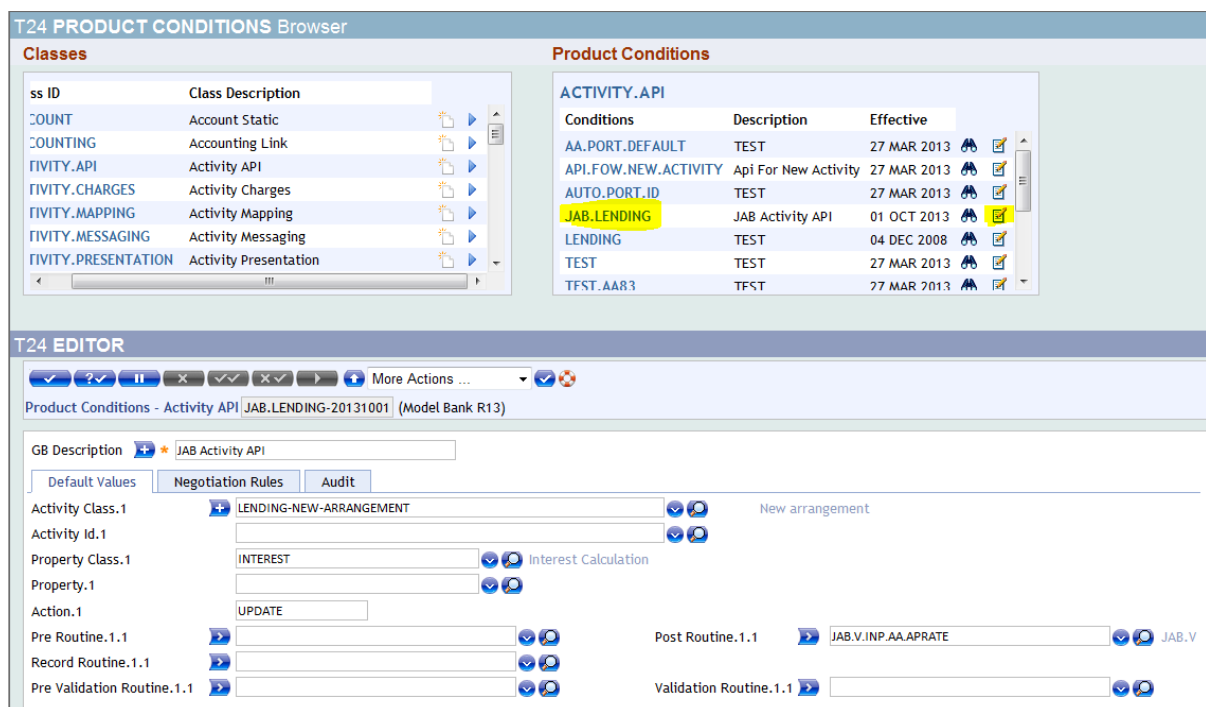 T24 PRODUCT CONDITIONS Browser
Classes
ss ID Class Description
COUNT Account Static
COUNTING Accounting Link
TIVITY.API Activity API
TIVITY.CHARGES Activity Charges
TIVITY.MAPPING Activity Mapping
TIVITY.MESSAGING Activity Messaging
TIVITY.PRESENTATION Activity Presentation
Product Conditions
ACTIVITY.API
Conditions Description Effective
AA.PORT.DEFAULT TEST 27 MAR 2013
API.FOW.NEW.ACTIVITY Api For New Activity 27 MAR 2013
AUTO.PORT.ID TEST 27 MAR 2013
JAB.LENDING JAB Activity API 01 OCT 2013
LENDING TEST 04 DEC 2008
TEST TEST 27 MAR 2013
TEST.AA83 TEST 27 MAR 2013
T24 EDITOR
More Actions ...
Product Conditions - Activity API JAB.LENDING-20131001 (Model Bank R13)
GB Description * JAB Activity API
Default Values Negotiation Rules Audit
Activity Class.1 LENDING-NEW-ARRANGEMENT New arrangement
Activity Id.1
Property Class.1 INTEREST Interest Calculation
Property.1
Action.1 UPDATE
Pre Routine.1.1 Post Routine.1.1 JAB.V.INP.AA.APRATE JAB.V
Record Routine.1.1
Pre Validation Routine.1.1 Validation Routine.1.1